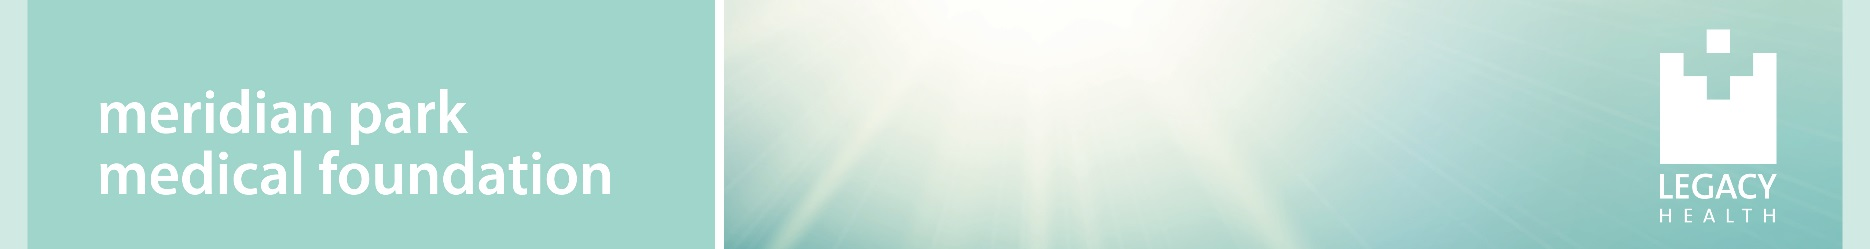 meridian park
medical foundation
LEGACY
HEALTH